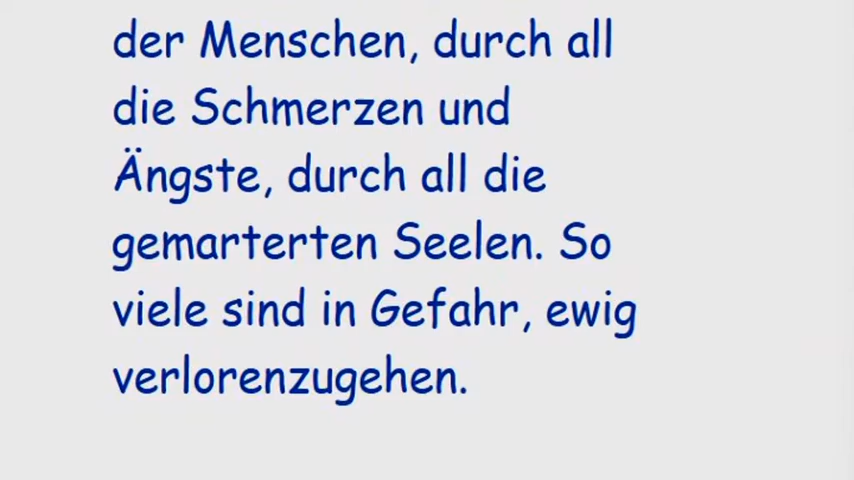 der Menschen, durch all
die Schmerzen und
Ängste, durch all die
gemarterten Seelen. So
viele sind in Gefahr, ewig
verlorenzugehen.